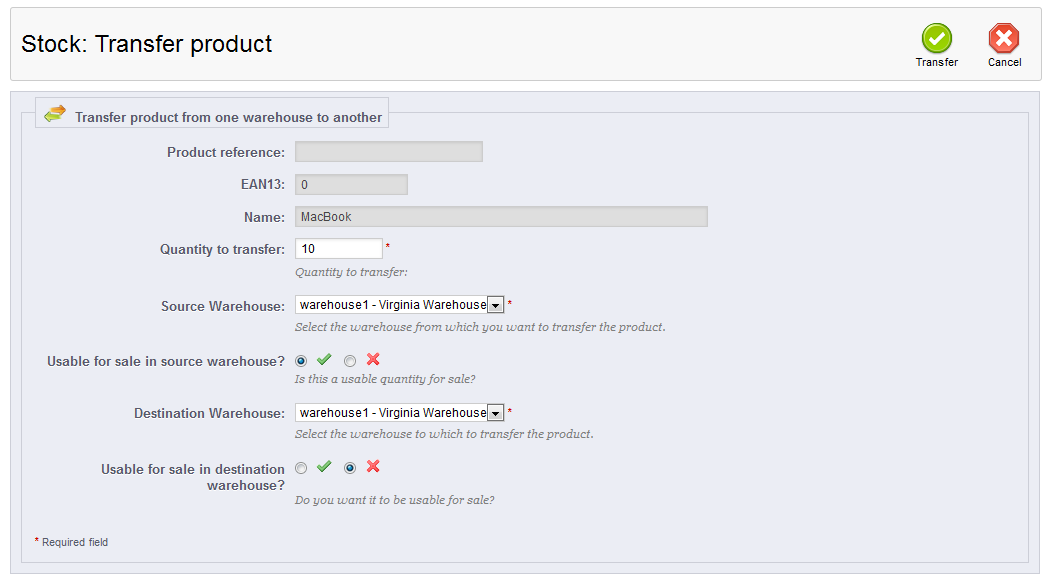 Stock: Transfer product
Transfer
Cancel
Transfer product from one warehouse to another
Product reference:
EAN13: 0
Name: MacBook
Quantity to transfer: 10 *
Quantity to transfer:
Source Warehouse: warehouse1 - Virginia Warehouse *
Select the warehouse from which you want to transfer the product.
Usable for sale in source warehouse?
Is this a usable quantity for sale?
Destination Warehouse: warehouse1 - Virginia Warehouse *
Select the warehouse to which to transfer the product.
Usable for sale in destination
warehouse?
Do you want it to be usable for sale?
* Required field